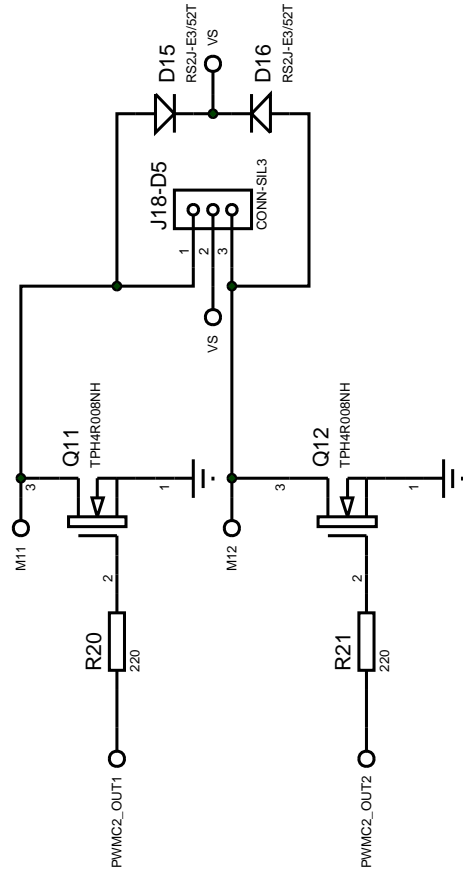 D15
RS2J-E3/52T
VS
D16
RS2J-E3/52T
J18-D5
1
2
3
CONN-SIL3
VS
M11
3
Q11
TPH4R008NH
1
2
R20
220
PWMC2_OUT1
M12
3
Q12
TPH4R008NH
1
2
R21
220
PWMC2_OUT2